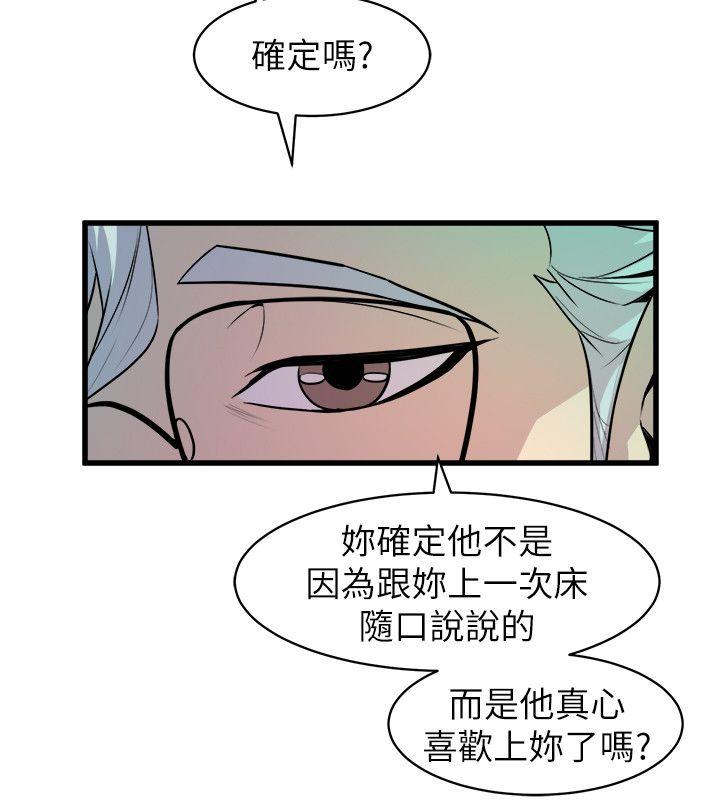 確定嗎?
妳確定他不是
因為跟妳上一次床
隨口說說的
而是他真心
喜歡上妳了嗎?